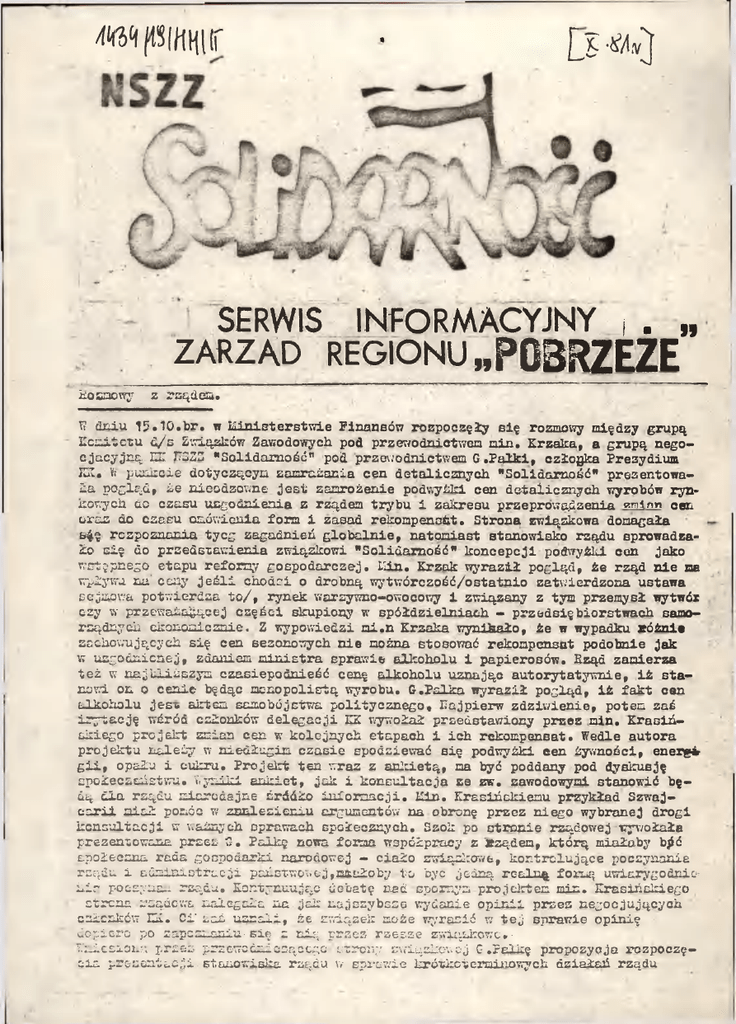 1434/19/HM/II
[X.81r]
NSZZ
SOLIDARNOŚĆ
SERWIS INFORMACYJNY
ZARZAD REGIONU „POBRZEŻE”
Rozmowy z rządem.
W dniu 15.10.br. w Ministerstwie Finansów rozpoczęły się rozmowy między grupą
Komitetu d/s Związków Zawodowych pod przewodnictwem min. Krzaka, a grupą nego-
cjacyjną KK NSZZ "Solidarność" pod przewodnictwem G.Pałki, członka Prezydium
KK. W punkcie dotyczącym zamrażania cen detalicznych "Solidarność" prezentowa-
ła pogląd, że nieodzowne jest zamrożenie podwyżki cen detalicznych wyrobów ryn-
kowych do czasu uzgodnienia z rządem trybu i zakresu przeprowadzenia zmian cen
oraz do czasu omówienia form i zasad rekompensat. Strona związkowa domagała
się rozpoznania tycg zagadnień globalnie, natomiast stanowisko rządu sprowadza-
ło się do przedstawienia związkowi "Solidarność" koncepcji podwyżki cen jako
wstępnego etapu reformy gospodarczej. Min. Krzak wyraził pogląd, że rząd nie ma
wpływu na ceny jeśli chodzi o drobną wytwórczość/ostatnio zatwierdzona ustawa
sejmowa potwierdza to/, rynek warzywno-owocowy i związany z tym przemysł wytwór
czy w przeważającej części skupiony w spółdzielniach - przedsiębiorstwach samo-
rządnych ekonomicznie. Z wypowiedzi mi.n Krzaka wynikało, że w wypadku różnie
zachowujących się cen sezonowych nie można stosować rekompensat podobnie jak
w uzgodnionej, zdaniem ministra sprawie alkoholu i papierosów. Rząd zamierza
też w najbliższym czasiepodnieść cenę alkoholu uznając autorytatywnie, iż sta-
nowi on o cenie będąc monopolistą wyrobu. G.Pałka wyraził pogląd, iż fakt cen
alkoholu jest aktem samobójstwa politycznego. Najpierw zdziwienie, potem zaś
irytację wśród członków delegacji KK wywołał przedstawiony przez min. Krasiń-
skiego projekt zmian cen w kolejnych etapach i ich rekompensat. Wedle autora
projektu należy w niedługim czasie spodziewać się podwyżki cen żywności, energi
gii, opału i cukru. Projekt ten wraz z ankietą, ma być poddany pod dyskusję
społeczeństwu. Wyniki ankiet, jak i konsultacja ze zw. zawodowymi stanowić bę-
dą dla rządu miarodajne źródło informacji. Min. Krasińskiemu przykład Szwaj-
carii miał pomóc w znalezieniu argumentów na obronę przez niego wybranej drogi
konsultacji w ważnych sprawach społecznych. Szok po stronie rządowej wywołała
prezentowana przez G. Pałkę nowa forma współpracy z rządem, którą miałaby być
społeczna rada gospodarki narodowej - ciało związkowe, kontrolujące poczynania
rządu i administracji państwowej,miałoby to być jedną realną formą uwiarygodnie
nia poczynań rządu. Kontynuując debatę nad spornym projektem min. Krasińskiego
strona rządowa nalegała na jak najszybsze wydanie opinii przez negocjujących
członków KK. Ci zaś uznali, że związek może wyrazić w tej sprawie opinię
dopiero po zapoznaniu się z nią przez rzesze związkowe.
Wniesiona przez przewodniczącego strony związkowej G.Pałkę propozycja rozpoczę-
cia prezentacji stanowiska rządu w sprawie krótkoterminowych działań rządu